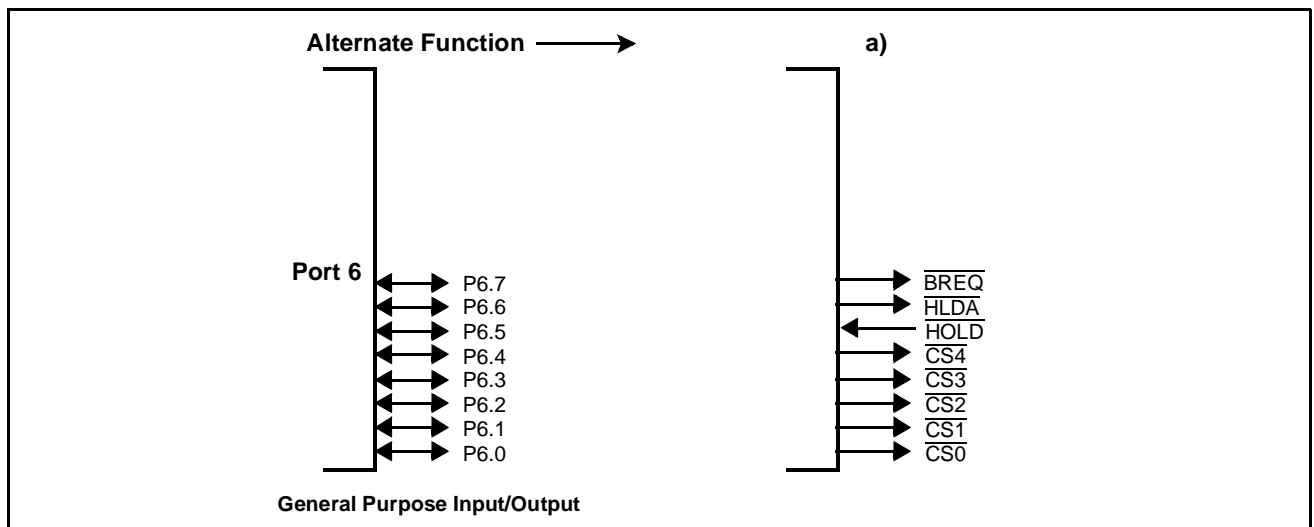 Alternate Function a)
Port 6
P6.7 BREQ
P6.6 HLDA
P6.5 HOLD
P6.4 CS4
P6.3 CS3
P6.2 CS2
P6.1 CS1
P6.0 CS0
General Purpose Input/Output